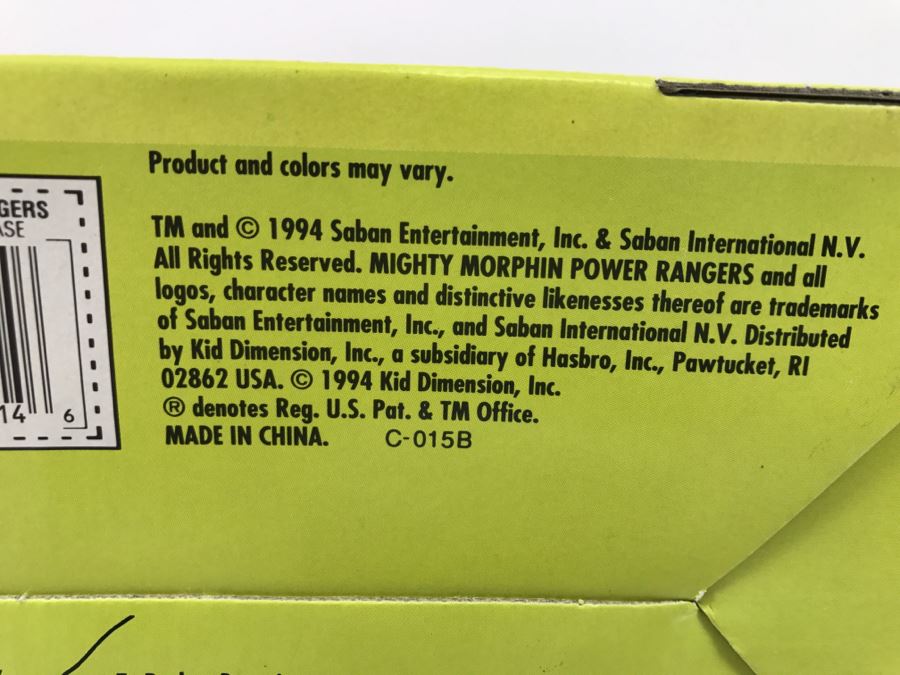 Product and colors may vary.
TM and © 1994 Saban Entertainment, Inc. & Saban International N.V.
All Rights Reserved. MIGHTY MORPHIN POWER RANGERS and all
logos, character names and distinctive likenesses thereof are trademarks
of Saban Entertainment, Inc., and Saban International N.V. Distributed
by Kid Dimension, Inc., a subsidiary of Hasbro, Inc., Pawtucket, RI
02862 USA. © 1994 Kid Dimension, Inc.
® denotes Reg. U.S. Pat. & TM Office.
MADE IN CHINA. C-015B
GERS
ASE
14 6